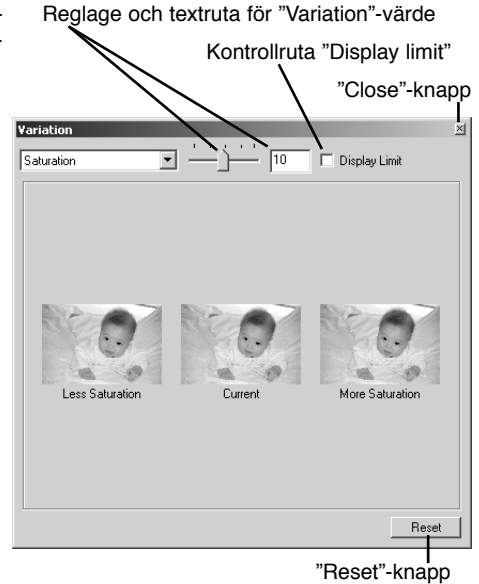 Reglage och textruta för ”Variation”-värde
Kontrollruta ”Display limit”
”Close”-knapp
Variation
Saturation
10
Display Limit
Less Saturation
Current
More Saturation
Reset
”Reset”-knapp